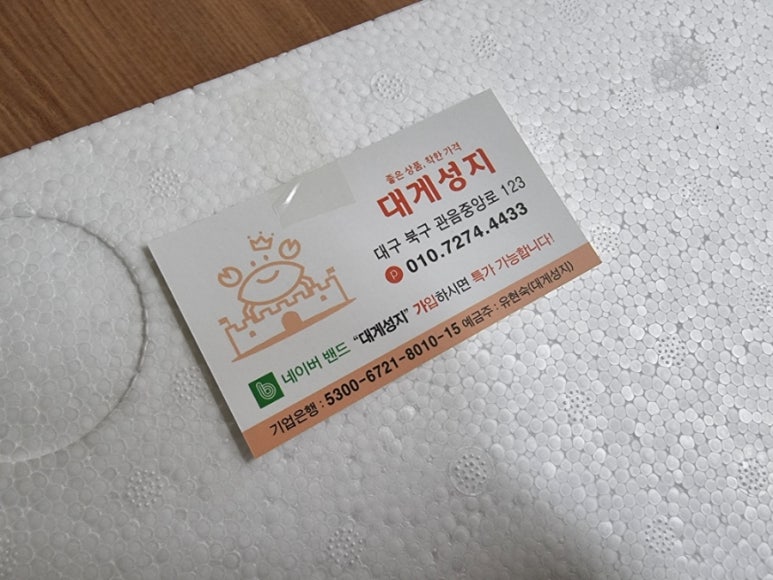 좋은 상품, 착한 가격
대게성지
대구 북구 관음중앙로 123
P 010.7274.4433
네이버 밴드 "대게성지" 가입하시면 특가 가능합니다!
기업은행 : 5300-6721-8010-15 예금주 : 유현숙(대게성지)